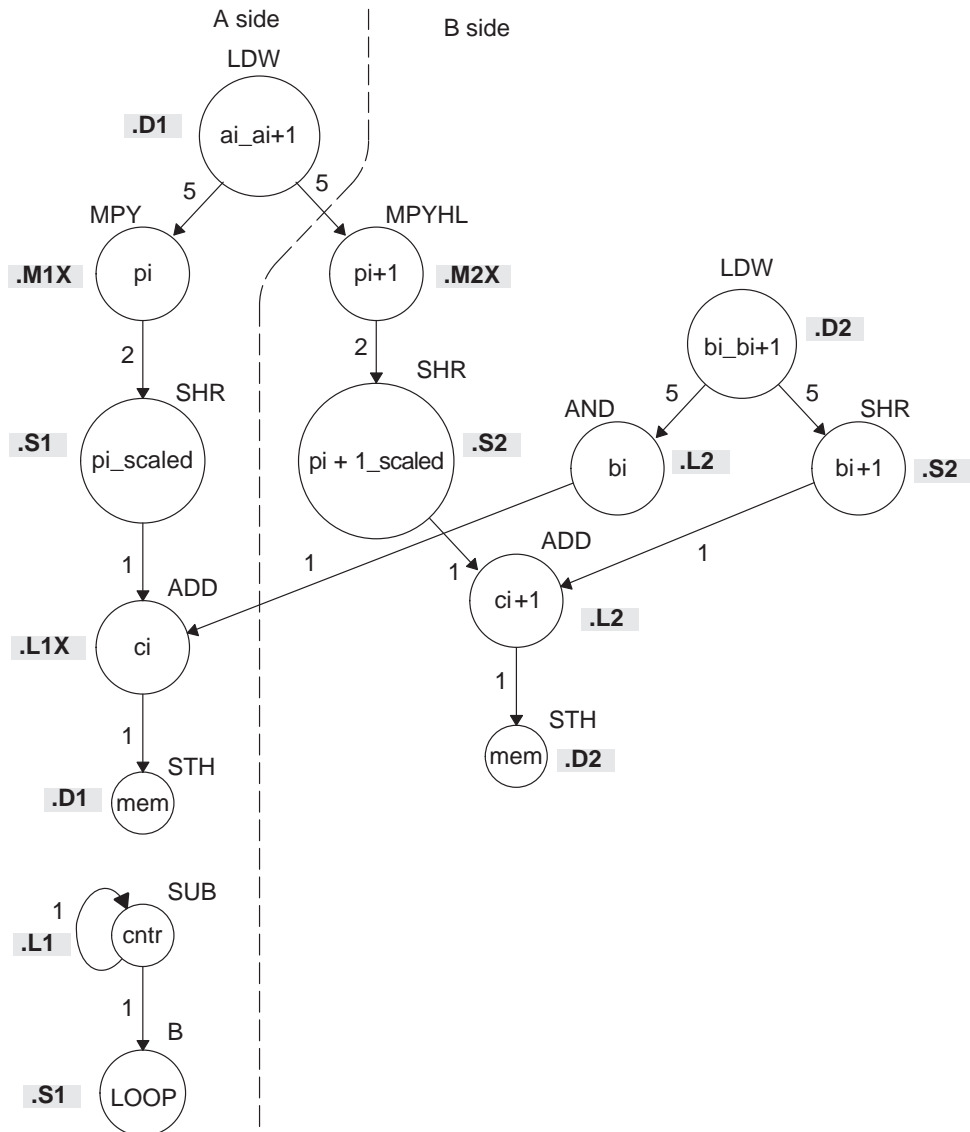 A side
B side
LDW
.D1
ai_ai+1
5
5
MPY
MPYHL
.M1X
pi
pi+1
.M2X
LDW
bi_bi+1
.D2
2
2
SHR
SHR
5
5
AND
SHR
.S1
pi_scaled
pi + 1_scaled
.S2
bi
.L2
bi+1
.S2
1
ADD
1
1
ADD
1
.L1X
ci
ci+1
.L2
1
STH
1
STH
.D1
mem
mem
.D2
SUB
1
cntr
.L1
1
B
.S1
LOOP